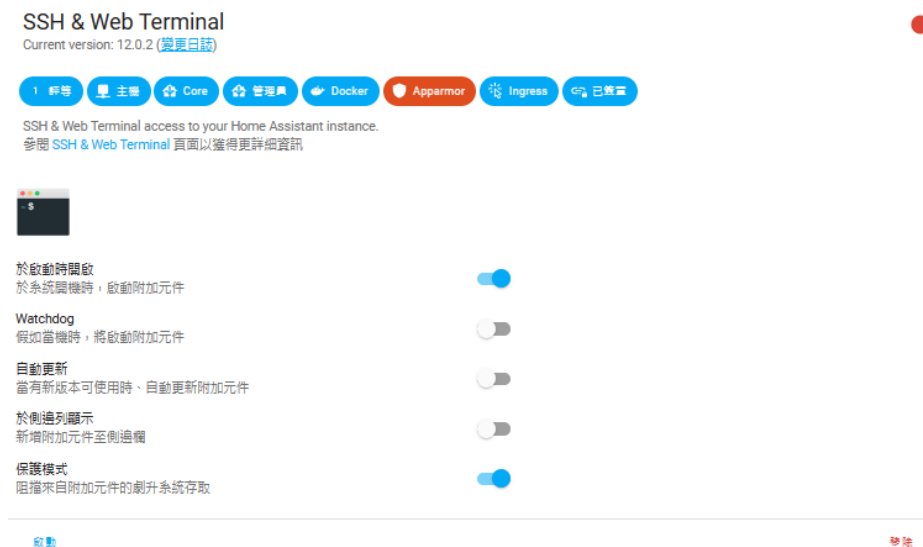 SSH & Web Terminal
Current version: 12.0.2 (變更日誌)
1 評等 主機 Core 管理員 Docker Apparmor Ingress 已簽署
SSH & Web Terminal access to your Home Assistant instance.
參閱 SSH & Web Terminal 頁面以獲得更詳細資訊
~ $
於啟動時開啟
於系統開機時，啟動附加元件
Watchdog
假如當機時，將啟動附加元件
自動更新
當有新版本可使用時、自動更新附加元件
於側邊列顯示
新增附加元件至側邊欄
保護模式
阻擋來自附加元件的劇升系統存取
啟動 移除